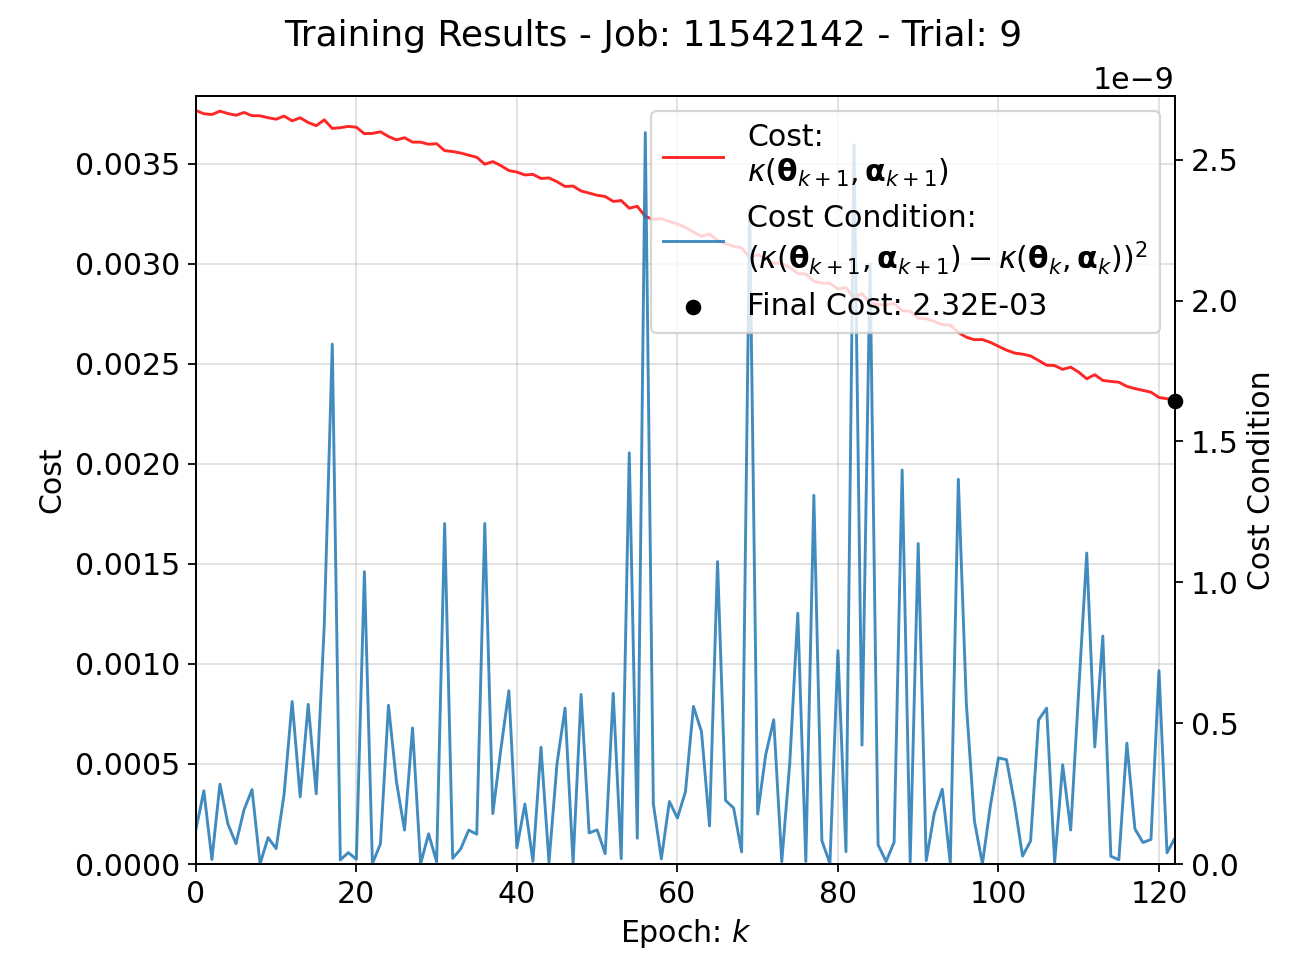 Training Results - Job: 11542142 - Trial: 9
1e−9
Cost:
κ(θₖ₊₁, αₖ₊₁)
Cost Condition:
(κ(θₖ₊₁, αₖ₊₁) − κ(θₖ, αₖ))²
Final Cost: 2.32E-03
0.0035
0.0030
0.0025
0.0020
0.0015
0.0010
0.0005
0.0000
Cost
2.5
2.0
1.5
1.0
0.5
0.0
Cost Condition
0 20 40 60 80 100 120
Epoch: k